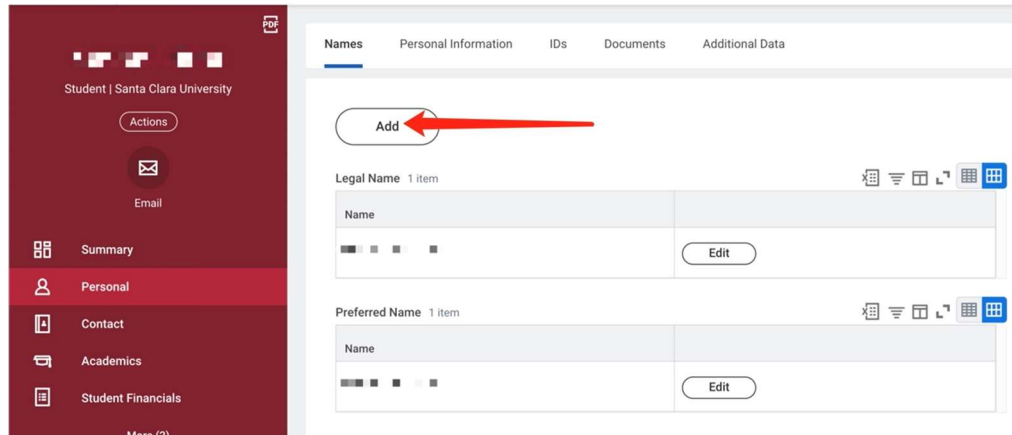 PDF
Student | Santa Clara University
Actions
Email
Summary
Personal
Contact
Academics
Student Financials
Names Personal Information IDs Documents Additional Data
Add
Legal Name 1 item
Name
Edit
Preferred Name 1 item
Name
Edit